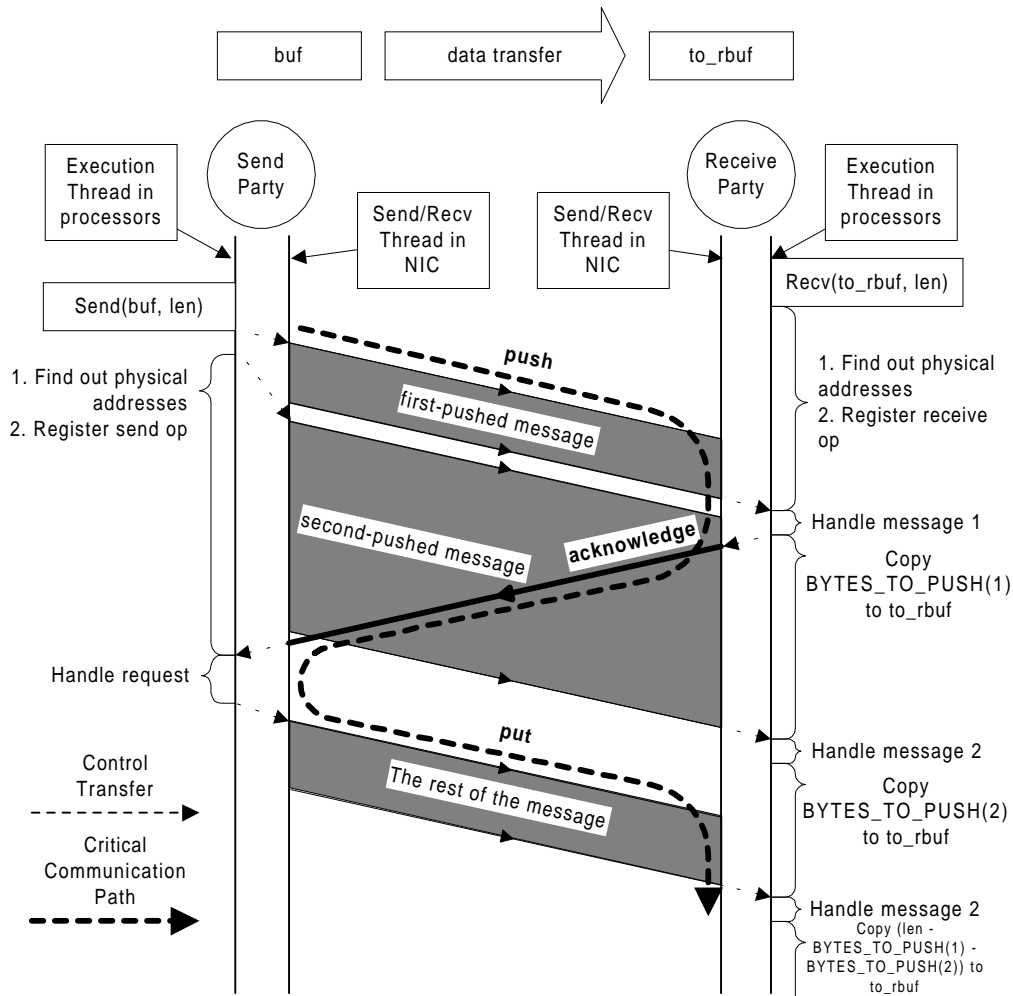 buf
data transfer
to_rbuf
Execution
Thread in
processors
Send
Party
Send/Recv
Thread in
NIC
Send/Recv
Thread in
NIC
Receive
Party
Execution
Thread in
processors
Send(buf, len)
Recv(to_rbuf, len)
1. Find out physical
addresses
2. Register send op
push
first-pushed message
1. Find out physical
addresses
2. Register receive
op
second-pushed message
acknowledge
Handle message 1
Copy
BYTES_TO_PUSH(1)
to to_rbuf
Handle request
put
The rest of the message
Handle message 2
Copy
BYTES_TO_PUSH(2)
to to_rbuf
Control
Transfer
Critical
Communication
Path
Handle message 2
Copy (len -
BYTES_TO_PUSH(1) -
BYTES_TO_PUSH(2)) to
to_rbuf